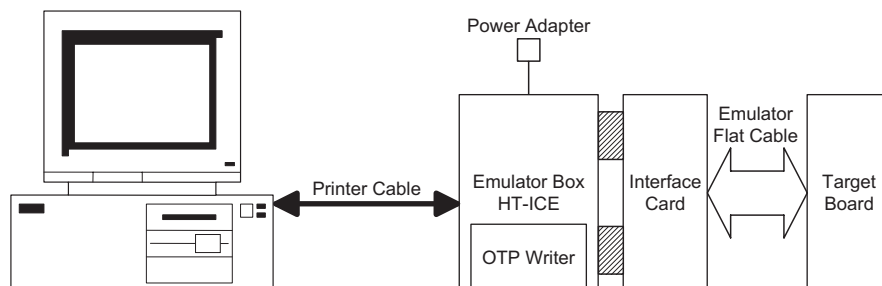 Power Adapter
Printer Cable
Emulator Box
HT-ICE
OTP Writer
Interface
Card
Emulator
Flat Cable
Target
Board